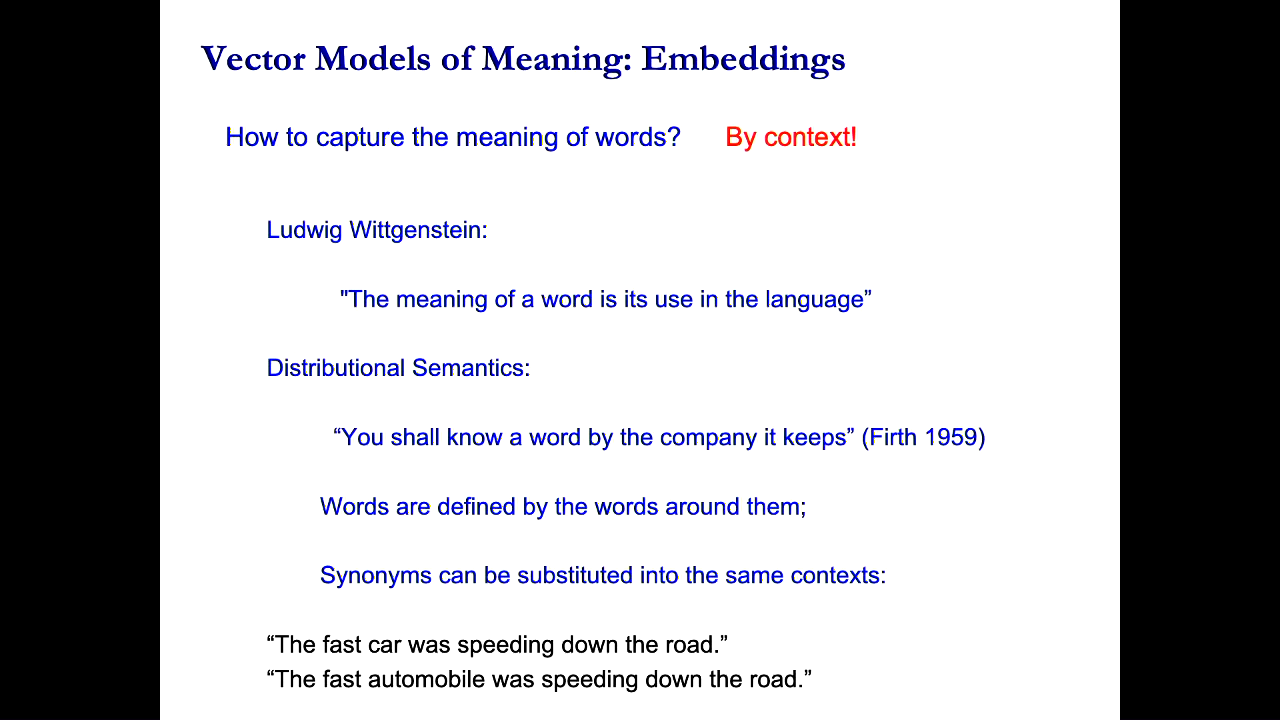 Vector Models of Meaning: Embeddings
How to capture the meaning of words? By context!
Ludwig Wittgenstein:
"The meaning of a word is its use in the language”
Distributional Semantics:
“You shall know a word by the company it keeps” (Firth 1959)
Words are defined by the words around them;
Synonyms can be substituted into the same contexts:
“The fast car was speeding down the road.”
“The fast automobile was speeding down the road.”